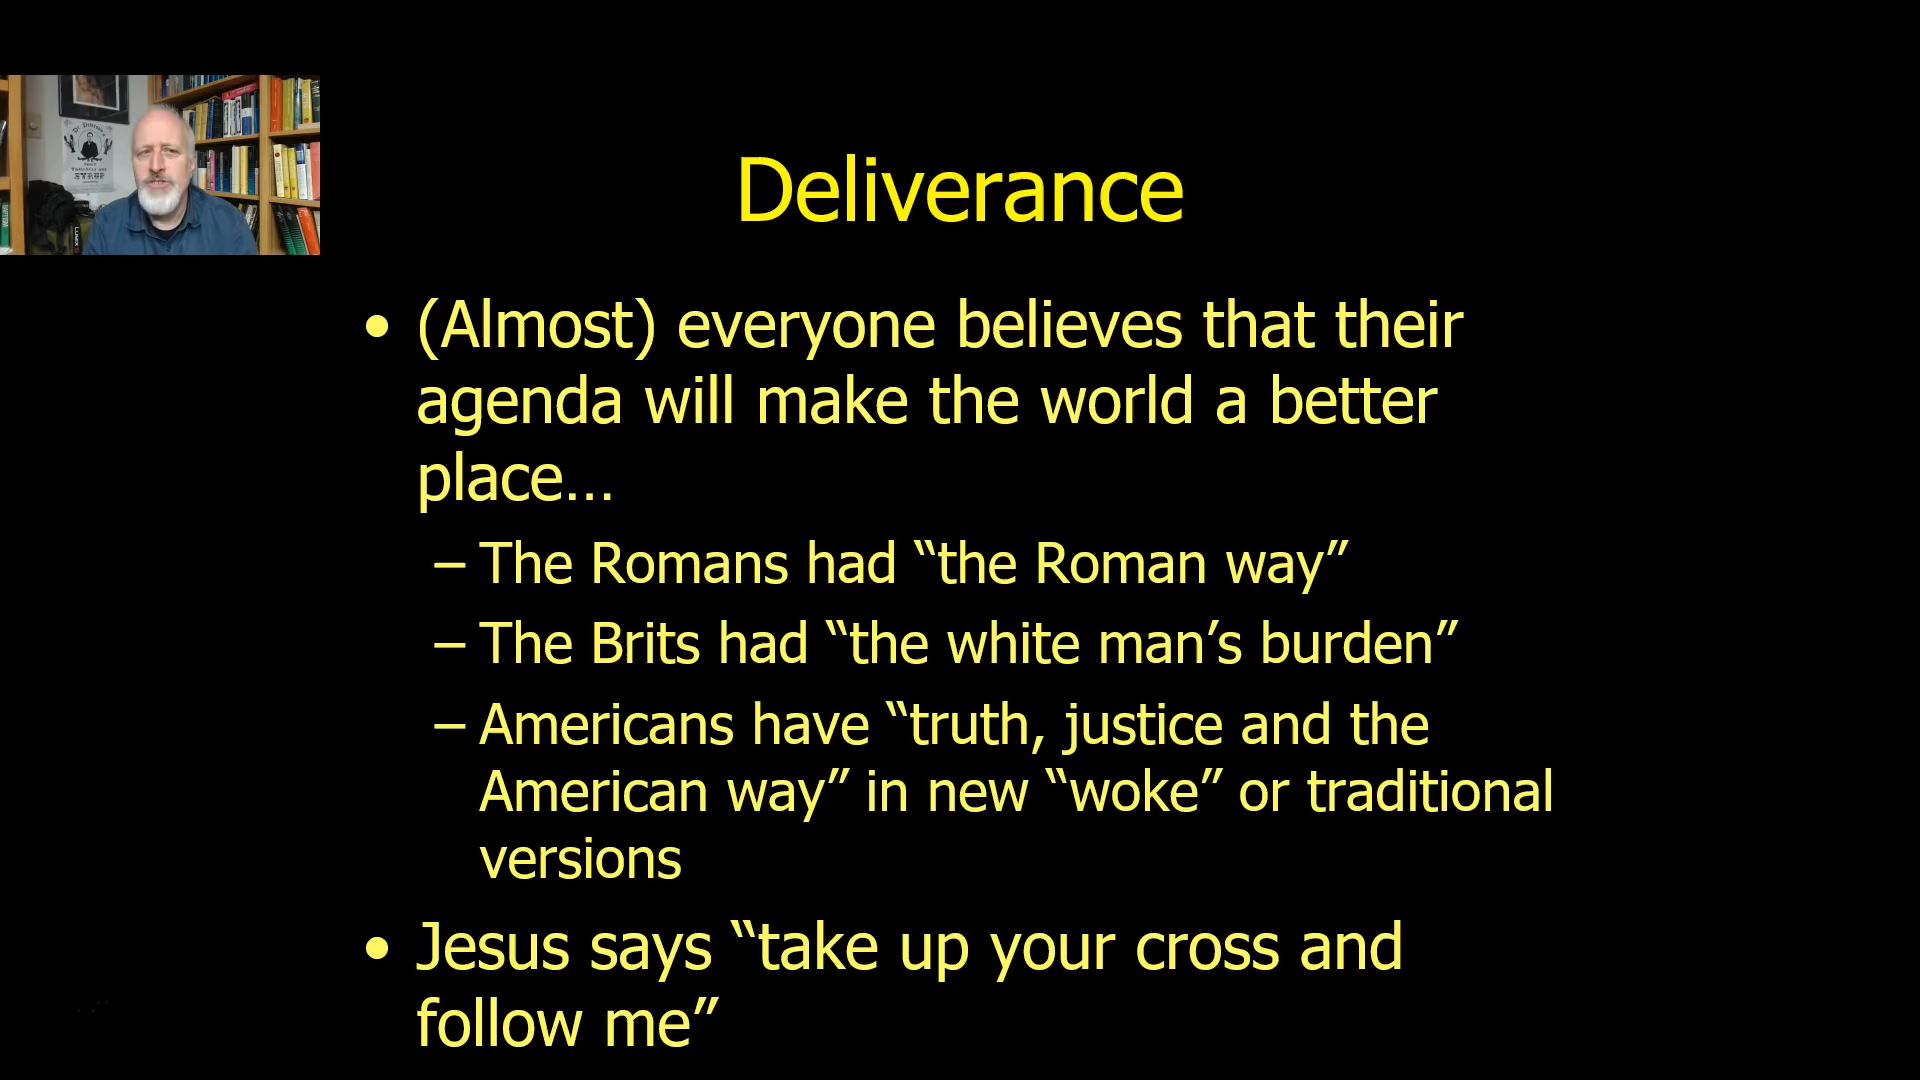 Deliverance
• (Almost) everyone believes that their
agenda will make the world a better
place…
– The Romans had “the Roman way”
– The Brits had “the white man’s burden”
– Americans have “truth, justice and the
American way” in new “woke” or traditional
versions
• Jesus says “take up your cross and
follow me”